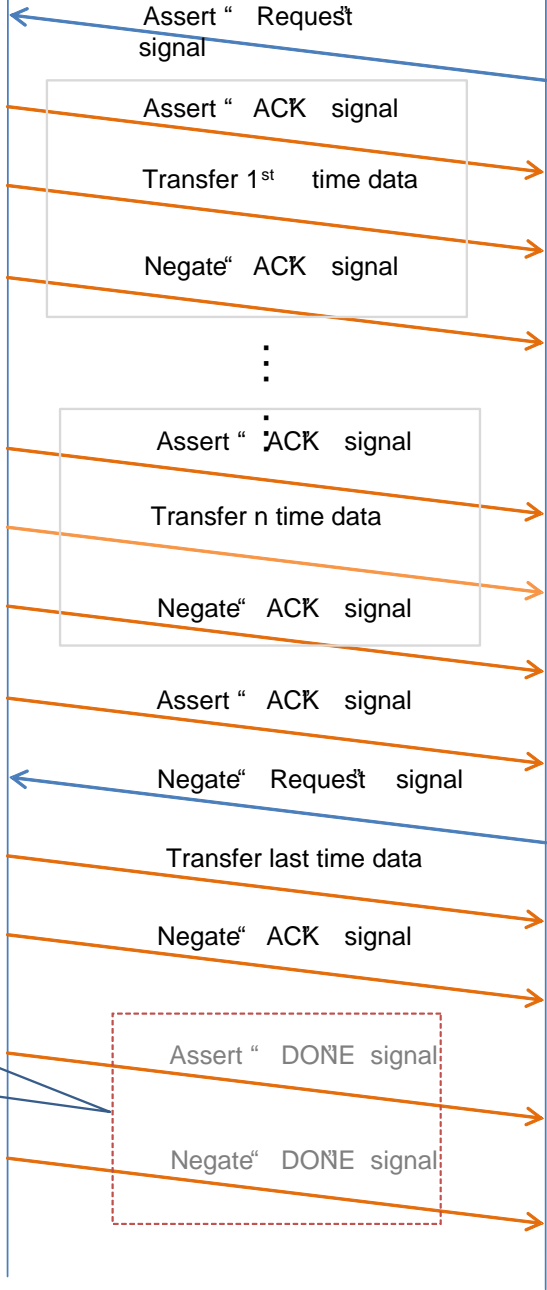 Assert “ Request”
signal
Assert “ ACK” signal
Transfer 1st time data
Negate“ ACK” signal
Assert “ ACK” signal
Transfer n time data
Negate“ ACK” signal
Assert “ ACK” signal
Negate“ Request” signal
Transfer last time data
Negate“ ACK” signal
Assert “ DONE” signal
Negate“ DONE” signal